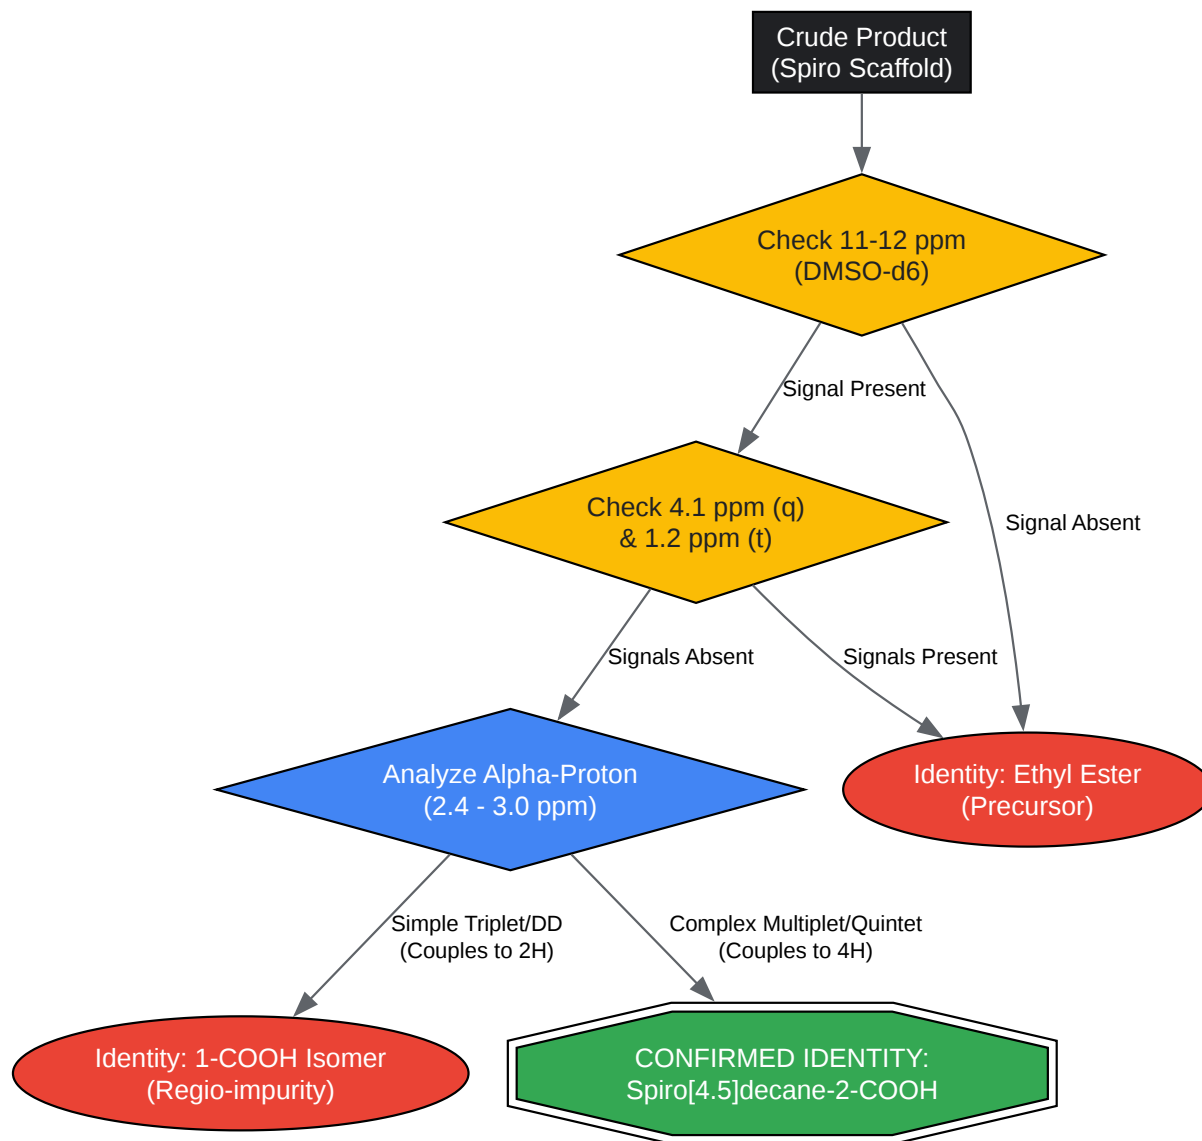 Crude Product
(Spiro Scaffold)
Check 11-12 ppm
(DMSO-d6)
Signal Present
Check 4.1 ppm (q)
& 1.2 ppm (t)
Signal Absent
Signals Absent
Signals Present
Analyze Alpha-Proton
(2.4 - 3.0 ppm)
Identity: Ethyl Ester
(Precursor)
Simple Triplet/DD
(Couples to 2H)
Complex Multiplet/Quintet
(Couples to 4H)
Identity: 1-COOH Isomer
(Regio-impurity)
CONFIRMED IDENTITY:
Spiro[4.5]decane-2-COOH